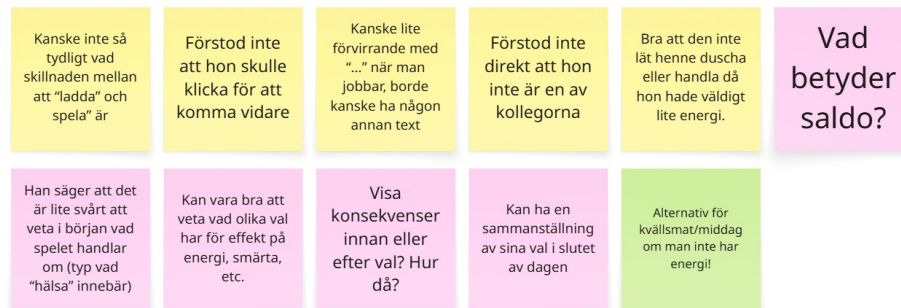 Kanske inte så
tydligt vad
skillnaden mellan
att “ladda” och
spela” är
Förstod inte
att hon skulle
klicka för att
komma vidare
Kanske lite
förvirrande med
“...” när man
jobbar, borde
kanske ha någon
annan text
Förstod inte
direkt att hon
inte är en av
kollegorna
Bra att den inte
lät henne duscha
eller handla då
hon hade väldigt
lite energi.
Vad
betyder
saldo?
Han säger att det
är lite svårt att
veta i början vad
spelet handlar
om (typ vad
“hälsa” innebär)
Kan vara bra att
veta vad olika val
har för effekt på
energi, smärta,
etc.
Visa
konsekvenser
innan eller
efter val? Hur
då?
Kan ha en
sammanställning
av sina val i slutet
av dagen
Alternativ för
kvällsmat/middag
om man inte har
energi!